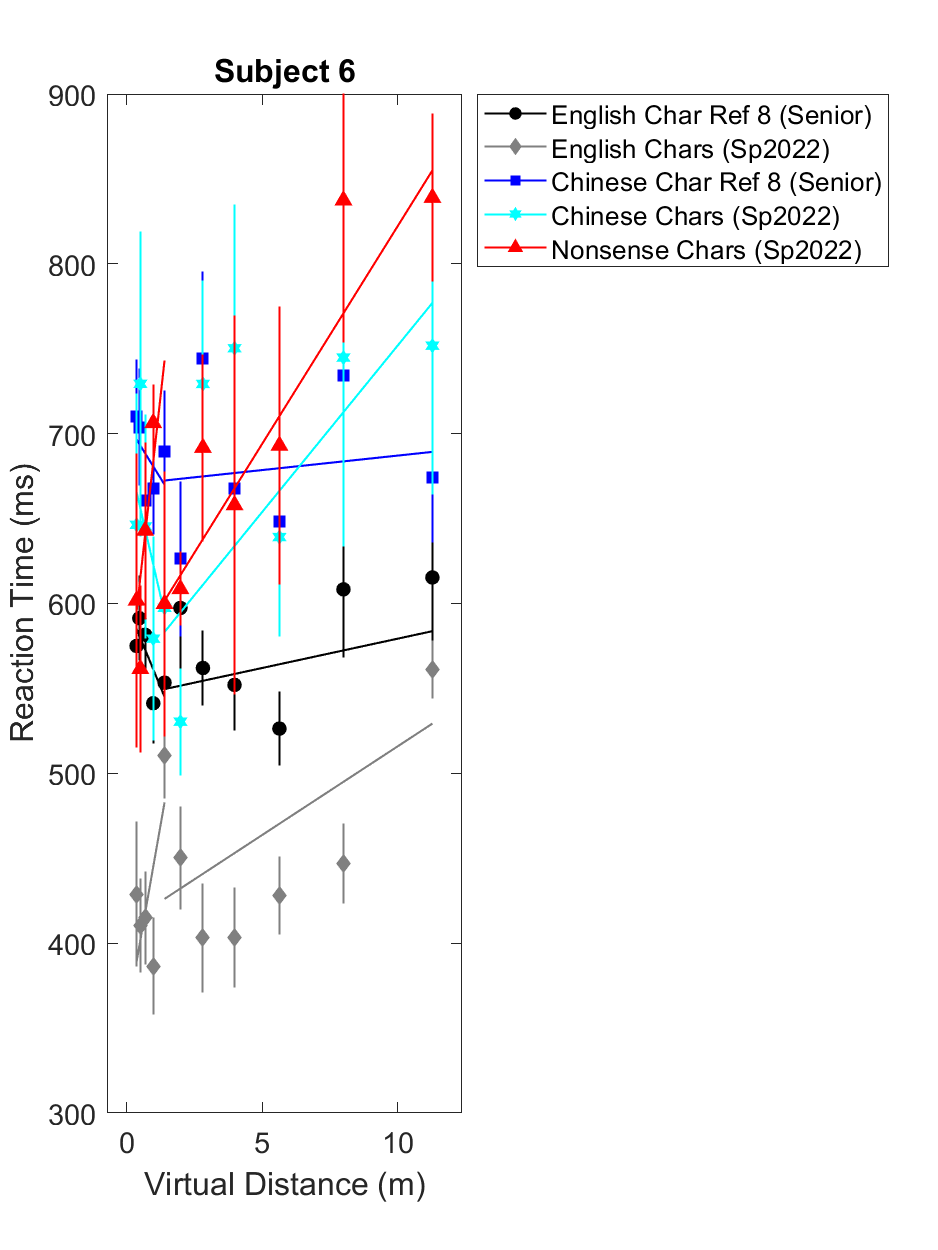 Subject 6
900
800
700
600
500
400
300
0 5 10
Reaction Time (ms)
Virtual Distance (m)
English Char Ref 8 (Senior)
English Chars (Sp2022)
Chinese Char Ref 8 (Senior)
Chinese Chars (Sp2022)
Nonsense Chars (Sp2022)